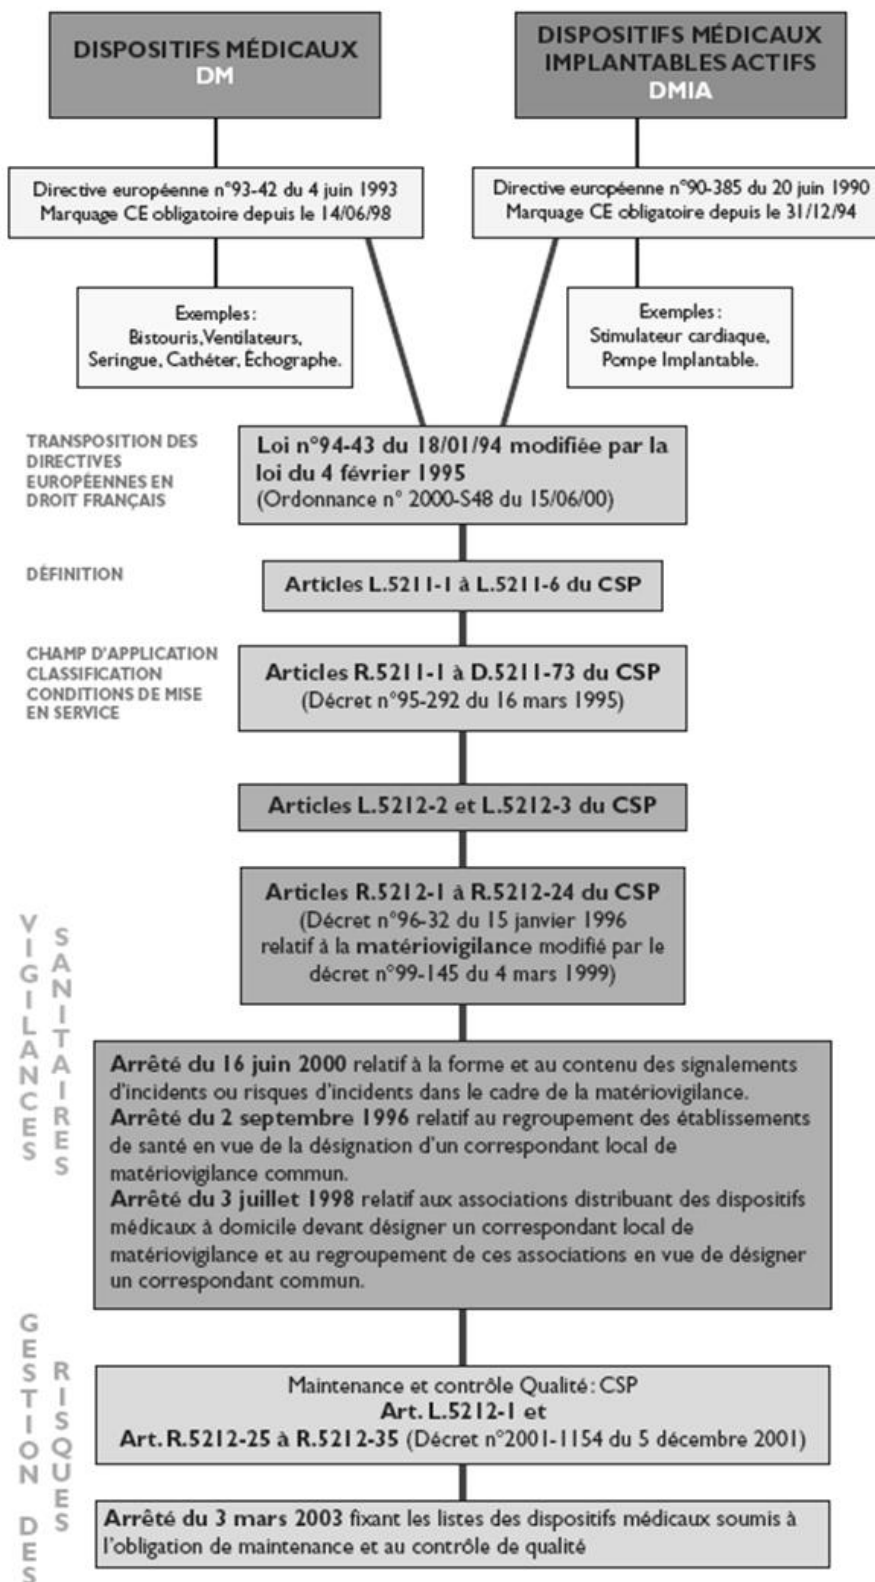 DISPOSITIFS MÉDICAUX
DM
DISPOSITIFS MÉDICAUX
IMPLANTABLES ACTIFS
DMIA
Directive européenne n°93-42 du 4 juin 1993
Marquage CE obligatoire depuis le 14/06/98
Directive européenne n°90-385 du 20 juin 1990
Marquage CE obligatoire depuis le 31/12/94
Exemples :
Bistouris, Ventilateurs,
Seringue, Cathéter, Échographe.
Exemples :
Stimulateur cardiaque,
Pompe Implantable.
TRANSPOSITION DES
DIRECTIVES
EUROPÉENNES EN
DROIT FRANÇAIS
Loi n°94-43 du 18/01/94 modifiée par la
loi du 4 février 1995
(Ordonnance n° 2000-S48 du 15/06/00)
DÉFINITION
Articles L.5211-1 à L.5211-6 du CSP
CHAMP D'APPLICATION
CLASSIFICATION
CONDITIONS DE MISE
EN SERVICE
Articles R.5211-1 à D.5211-73 du CSP
(Décret n°95-292 du 16 mars 1995)
Articles L.5212-2 et L.5212-3 du CSP
VIGILANCES
SANITAIRES
Articles R.5212-1 à R.5212-24 du CSP
(Décret n°96-32 du 15 janvier 1996
relatif à la matériovigilance modifié par le
décret n°99-145 du 4 mars 1999)
Arrêté du 16 juin 2000 relatif à la forme et au contenu des signalements
d'incidents ou risques d'incidents dans le cadre de la matériovigilance.
Arrêté du 2 septembre 1996 relatif au regroupement des établissements
de santé en vue de la désignation d'un correspondant local de
matériovigilance commun.
Arrêté du 3 juillet 1998 relatif aux associations distribuant des dispositifs
médicaux à domicile devant désigner un correspondant local de
matériovigilance et au regroupement de ces associations en vue de désigner
un correspondant commun.
GESTION DES
RISQUES
Maintenance et contrôle Qualité : CSP
Art. L.5212-1 et
Art. R.5212-25 à R.5212-35 (Décret n°2001-1154 du 5 décembre 2001)
Arrêté du 3 mars 2003 fixant les listes des dispositifs médicaux soumis à
l'obligation de maintenance et au contrôle de qualité